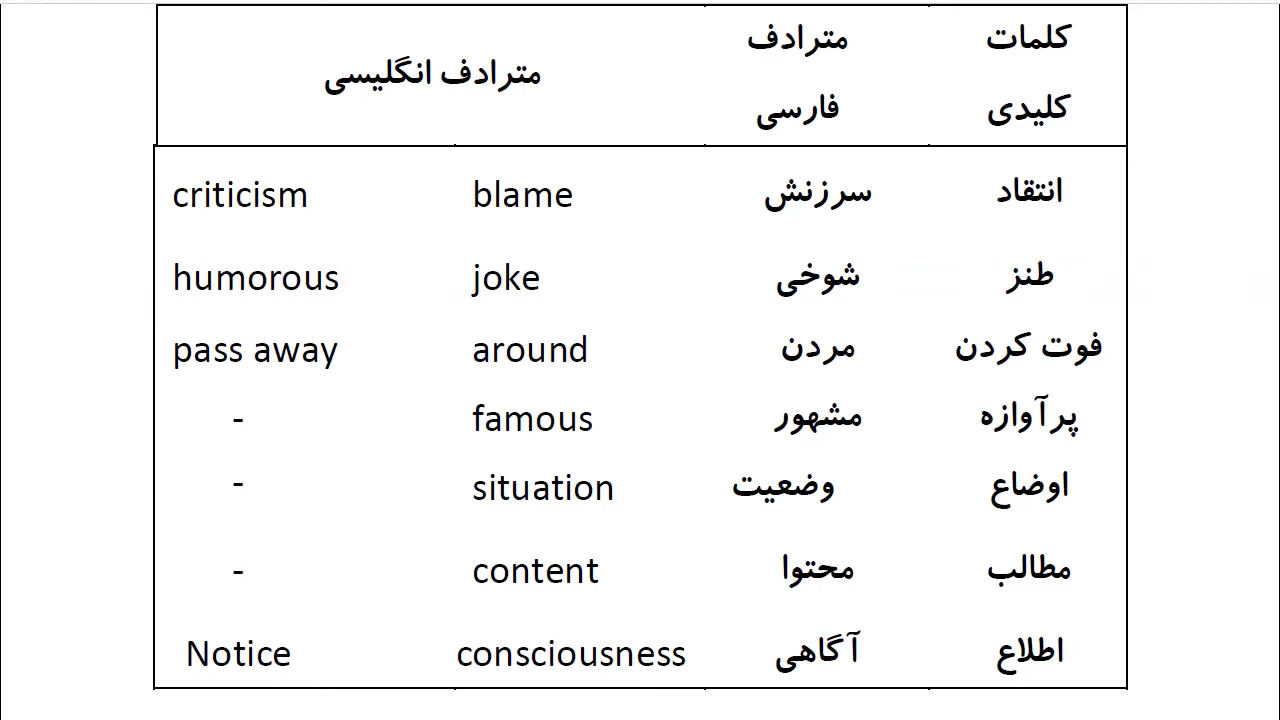 کلمات کلیدی مترادف فارسی مترادف انگلیسی
انتقاد سرزنش blame criticism
طنز شوخی joke humorous
فوت کردن مردن around pass away
پرآوازه مشهور famous -
اوضاع وضعیت situation -
مطالب محتوا content -
اطلاع آگاهی consciousness Notice